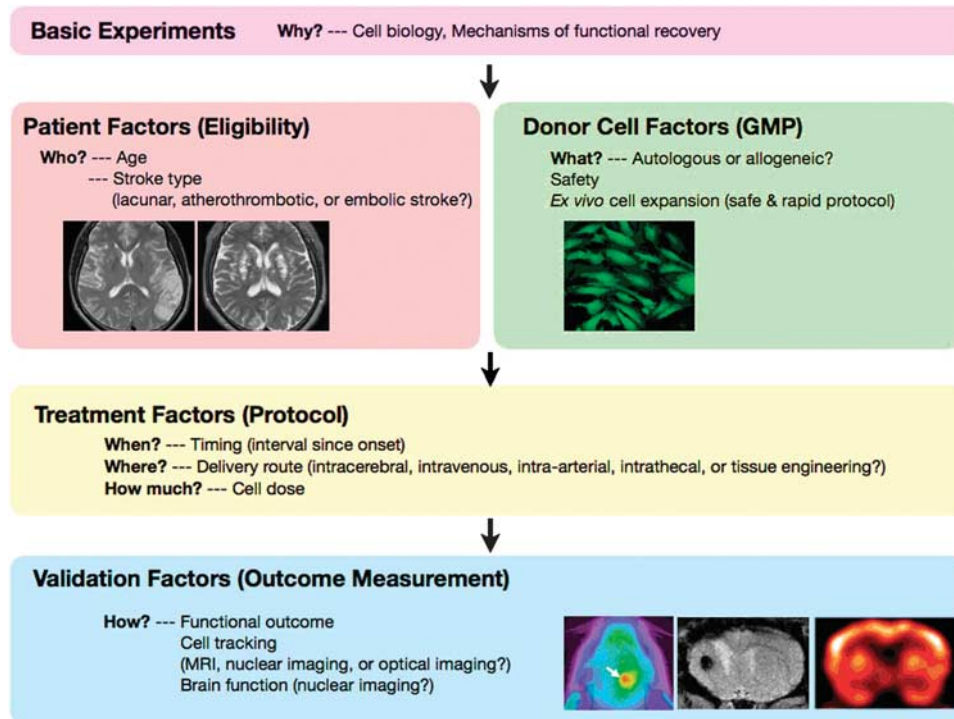 Basic Experiments Why? --- Cell biology, Mechanisms of functional recovery
Patient Factors (Eligibility)
Who? --- Age
--- Stroke type
(lacunar, atherothrombotic, or embolic stroke?)
Donor Cell Factors (GMP)
What? --- Autologous or allogeneic?
Safety
Ex vivo cell expansion (safe & rapid protocol)
Treatment Factors (Protocol)
When? --- Timing (interval since onset)
Where? --- Delivery route (intracerebral, intravenous, intra-arterial, intrathecal, or tissue engineering?)
How much? --- Cell dose
Validation Factors (Outcome Measurement)
How? --- Functional outcome
Cell tracking
(MRI, nuclear imaging, or optical imaging?)
Brain function (nuclear imaging?)